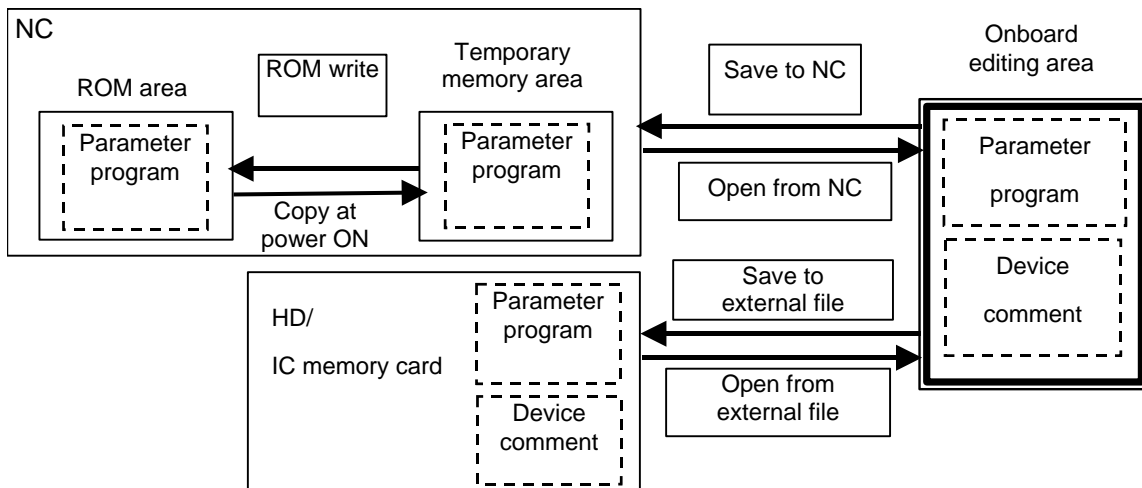 NC
ROM area
Parameter
program
ROM write
Copy at
power ON
Temporary
memory area
Parameter
program
Save to NC
Open from NC
Onboard
editing area
Parameter
program
Device
comment
HD/
IC memory card
Parameter
program
Device
comment
Save to
external file
Open from
external file